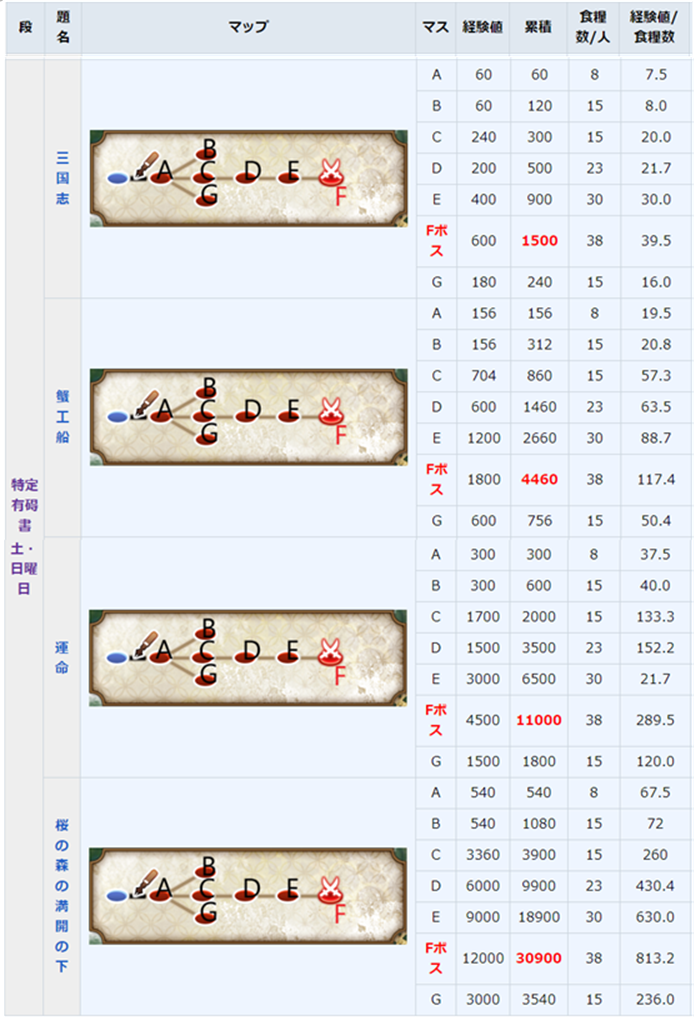 段 題名 マップ マス 経験値 累積 食糧数/人 経験値/食糧数
特定有碍書
土・日曜日
三国志
A B C D E F G
A 60 60 8 7.5
B 60 120 15 8.0
C 240 300 15 20.0
D 200 500 23 21.7
E 400 900 30 30.0
Fボス 600 1500 38 39.5
G 180 240 15 16.0
蟹工船
A B C D E F G
A 156 156 8 19.5
B 156 312 15 20.8
C 704 860 15 57.3
D 600 1460 23 63.5
E 1200 2660 30 88.7
Fボス 1800 4460 38 117.4
G 600 756 15 50.4
運命
A B C D E F G
A 300 300 8 37.5
B 300 600 15 40.0
C 1700 2000 15 133.3
D 1500 3500 23 152.2
E 3000 6500 30 21.7
Fボス 4500 11000 38 289.5
G 1500 1800 15 120.0
桜の森の満開の下
A B C D E F G
A 540 540 8 67.5
B 540 1080 15 72
C 3360 3900 15 260
D 6000 9900 23 430.4
E 9000 18900 30 630.0
Fボス 12000 30900 38 813.2
G 3000 3540 15 236.0